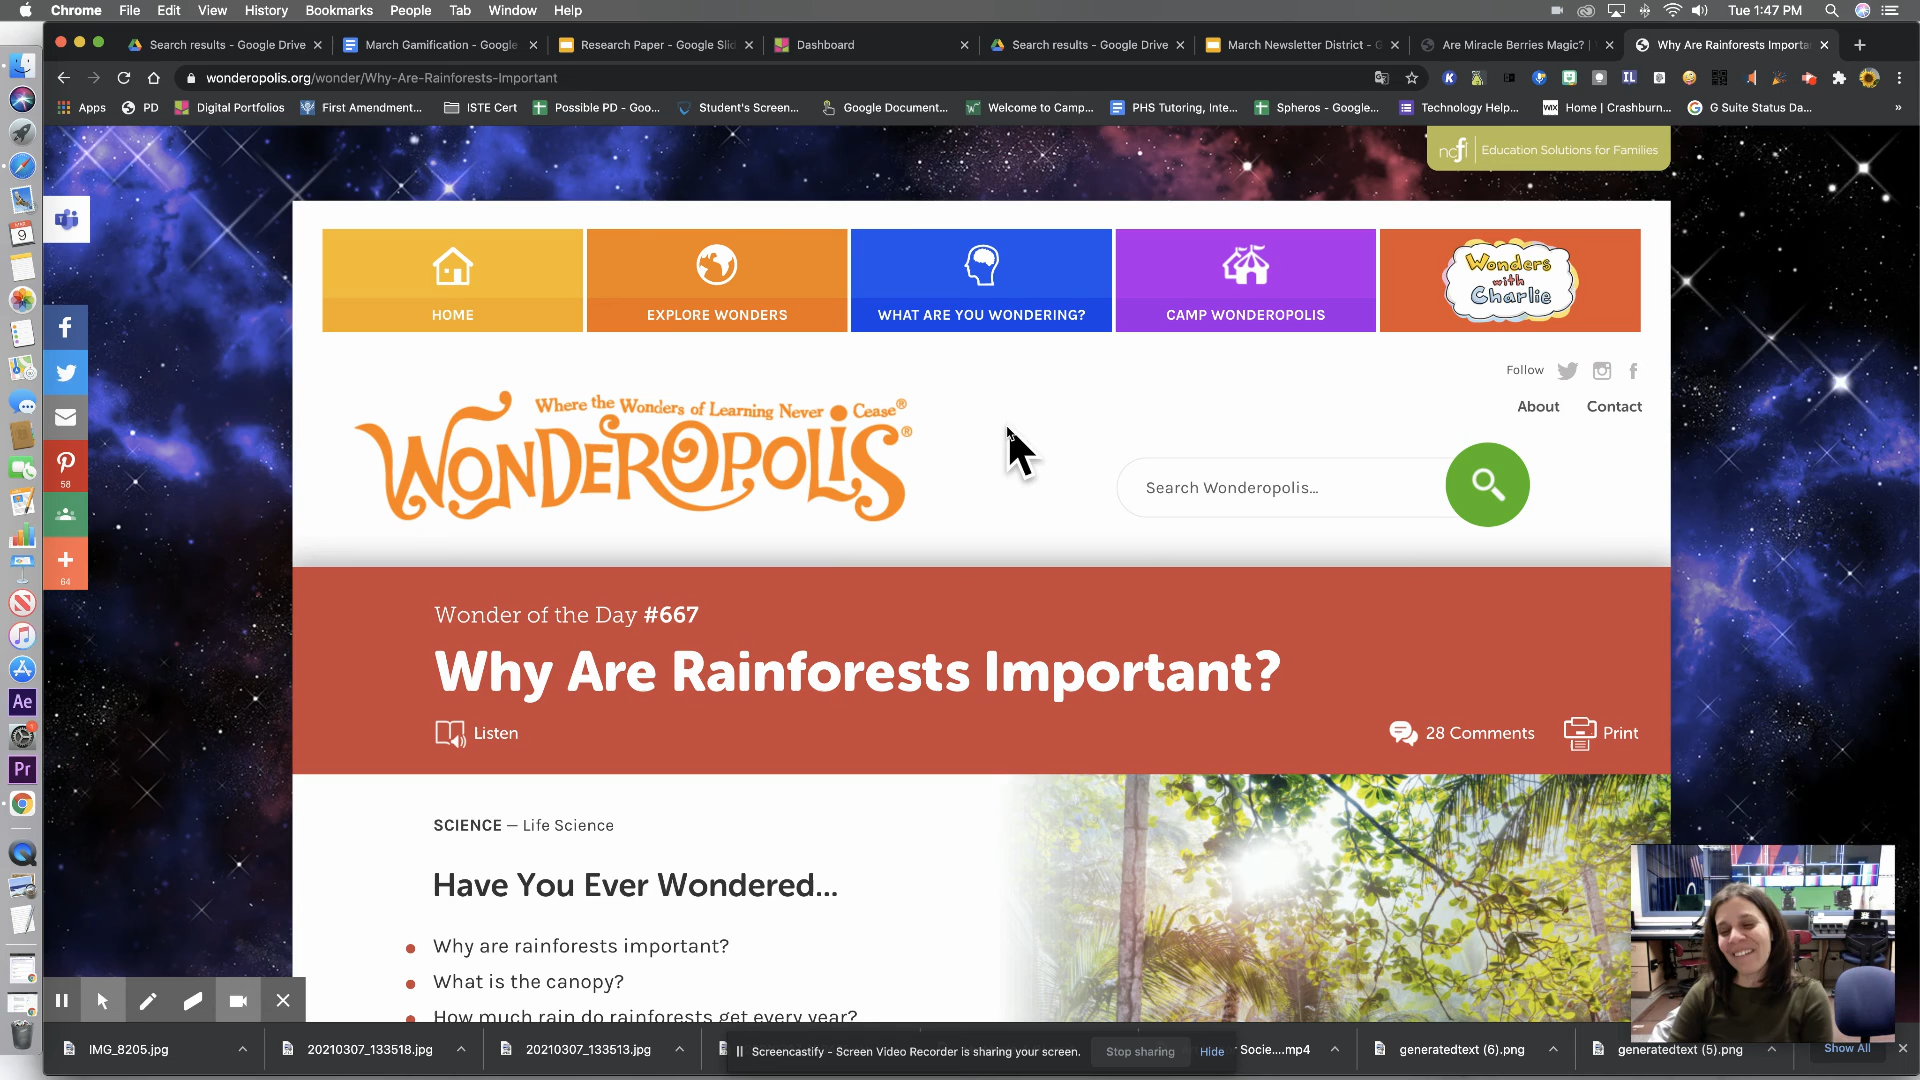 Chrome File Edit View History Bookmarks People Tab Window Help Tue 1:47 PM
Search results - Google Drive March Gamification - Google Research Paper - Google Slid Dashboard Search results - Google Drive March Newsletter District - G Are Miracle Berries Magic? | Why Are Rainforests Importa
wonderopolis.org/wonder/Why-Are-Rainforests-Important
Apps PD Digital Portfolios First Amendment... ISTE Cert Possible PD - Goo... Student's Screen... Google Document... Welcome to Camp... PHS Tutoring, Inte... Spheros - Google... Technology Help... Home | Crashburn... G Suite Status Da... »
ncfl Education Solutions for Families
HOME EXPLORE WONDERS WHAT ARE YOU WONDERING? CAMP WONDEROPOLIS Wonders with Charlie
Follow
About Contact
Where the Wonders of Learning Never Cease®
WONDEROPOLIS®
Search Wonderopolis...
58
64
Wonder of the Day #667
Why Are Rainforests Important?
Listen 28 Comments Print
SCIENCE — Life Science
Have You Ever Wondered...
Why are rainforests important?
What is the canopy?
How much rain do rainforests get every year?
Ae
Pr
9
IMG_8205.jpg 20210307_133518.jpg 20210307_133513.jpg Screencastify - Screen Video Recorder is sharing your screen. Stop sharing Hide Socie....mp4 generatedtext (6).png generatedtext (5).png Show All